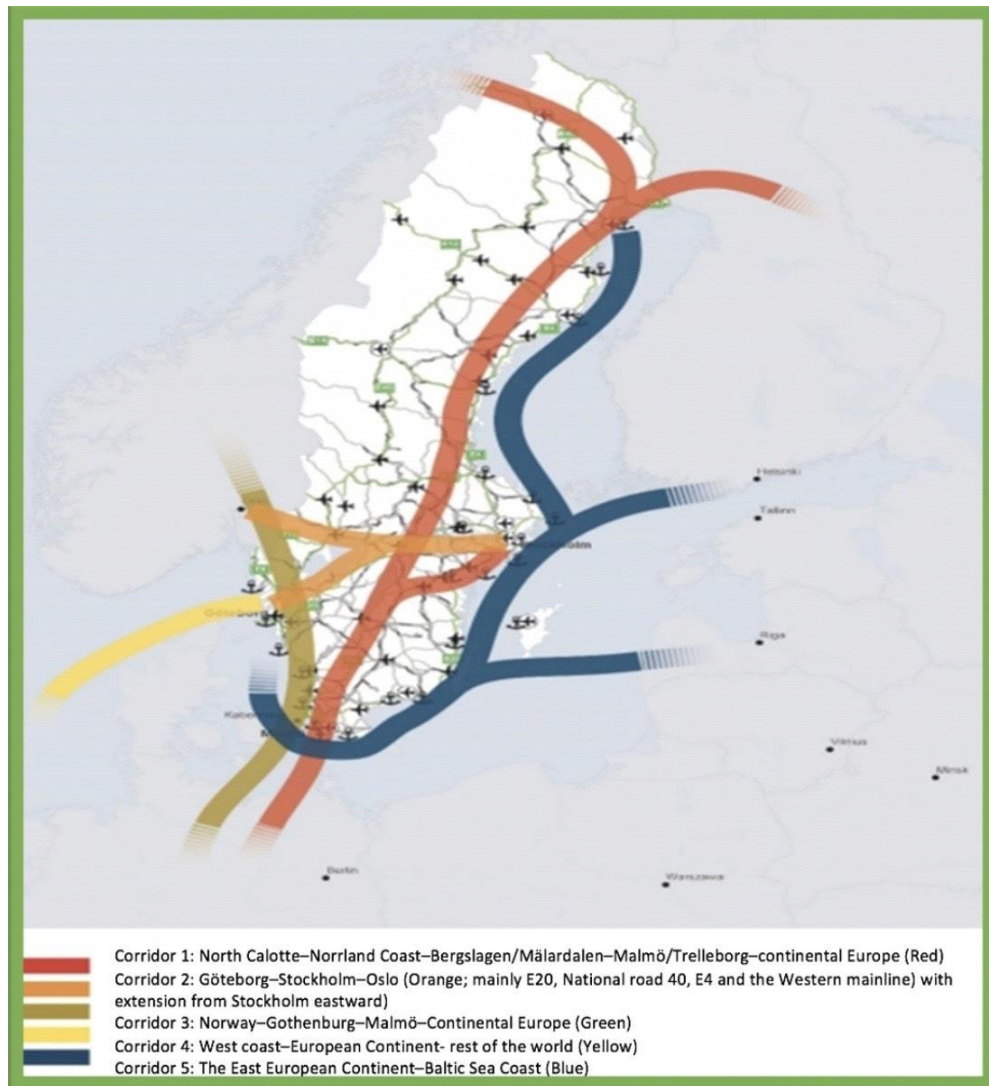 Helsinki
Tallinn
Riga
Vilnius
Minsk
Berlin
Warszawa
Corridor 1: North Calotte–Norrland Coast–Bergslagen/Mälardalen–Malmö/Trelleborg–continental Europe (Red)
Corridor 2: Göteborg–Stockholm–Oslo (Orange; mainly E20, National road 40, E4 and the Western mainline) with
extension from Stockholm eastward)
Corridor 3: Norway–Gothenburg–Malmö–Continental Europe (Green)
Corridor 4: West coast–European Continent- rest of the world (Yellow)
Corridor 5: The East European Continent–Baltic Sea Coast (Blue)